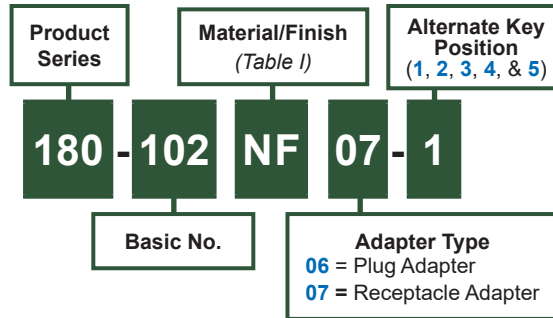 Product
Series
Material/Finish
(Table I)
Alternate Key
Position
(1, 2, 3, 4, & 5)
180 - 102 NF 07 - 1
Basic No.
Adapter Type
06 = Plug Adapter
07 = Receptacle Adapter